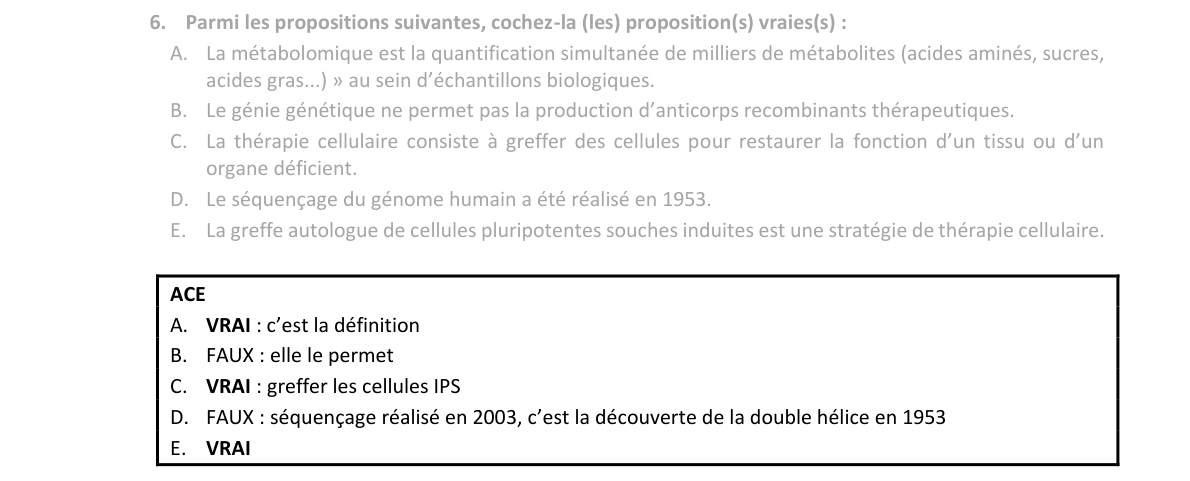 6. Parmi les propositions suivantes, cochez-la (les) proposition(s) vraies(s) :
A. La métabolomique est la quantification simultanée de milliers de métabolites (acides aminés, sucres,
acides gras...) » au sein d'échantillons biologiques.
B. Le génie génétique ne permet pas la production d'anticorps recombinants thérapeutiques.
C. La thérapie cellulaire consiste à greffer des cellules pour restaurer la fonction d'un tissu ou d'un
organe déficient.
D. Le séquençage du génome humain a été réalisé en 1953.
E. La greffe autologue de cellules pluripotentes souches induites est une stratégie de thérapie cellulaire.
ACE
A. VRAI : c'est la définition
B. FAUX : elle le permet
C. VRAI : greffer les cellules IPS
D. FAUX : séquençage réalisé en 2003, c'est la découverte de la double hélice en 1953
E. VRAI